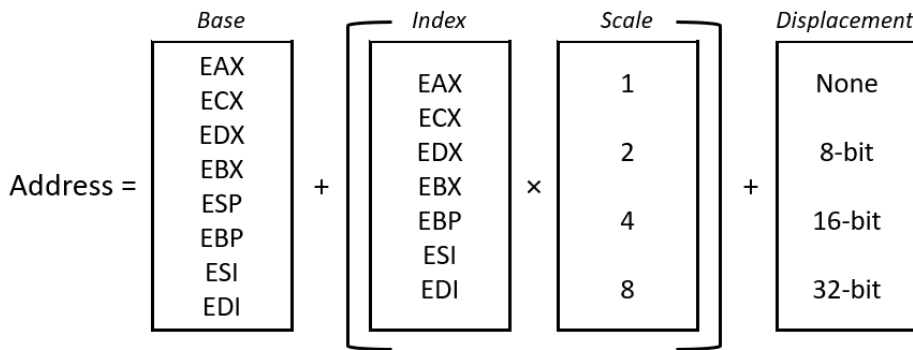 Base
Index
Scale
Displacement
Address =
EAX
ECX
EDX
EBX
ESP
EBP
ESI
EDI
+
EAX
ECX
EDX
EBX
EBP
ESI
EDI
×
1
2
4
8
+
None
8-bit
16-bit
32-bit